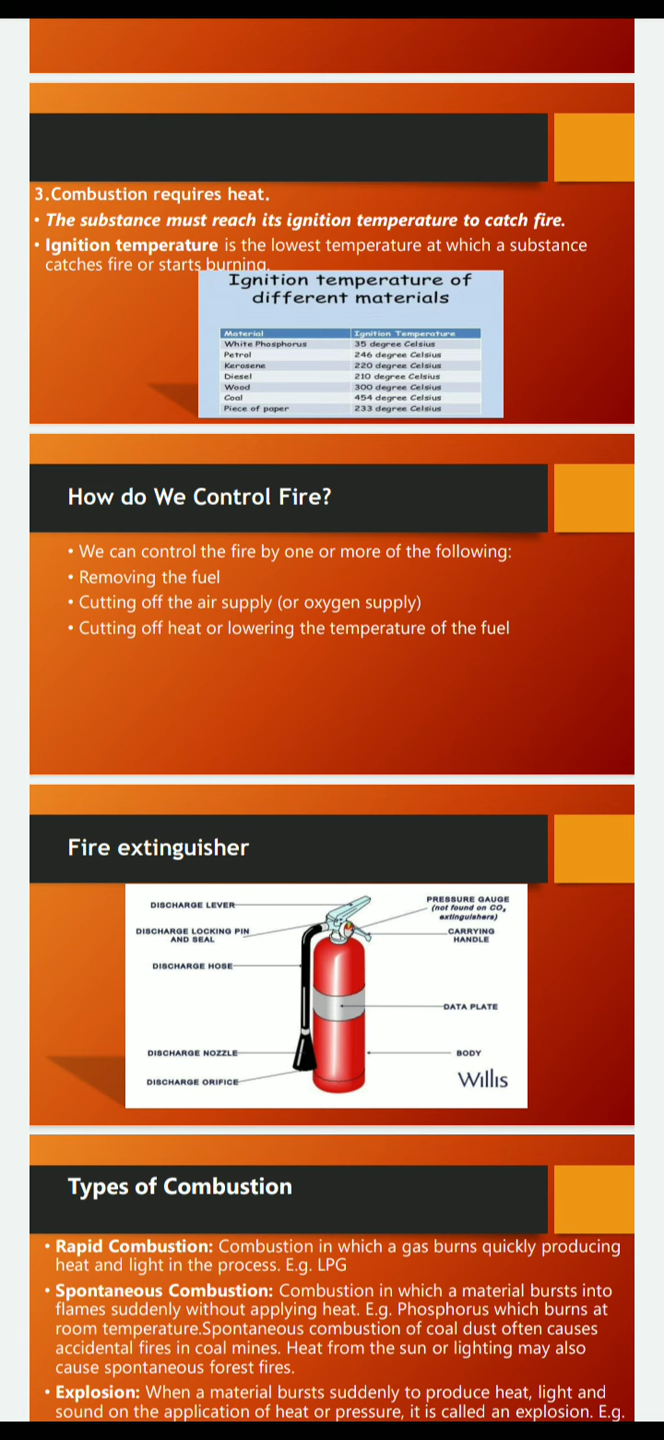 3.Combustion requires heat.
• The substance must reach its ignition temperature to catch fire.
• Ignition temperature is the lowest temperature at which a substance
catches fire or starts burning.
Ignition temperature of
different materials
Material Ignition Temperature
White Phosphorus 35 degree Celsius
Petrol 246 degree Celsius
Kerosene 220 degree Celsius
Diesel 210 degree Celsius
Wood 300 degree Celsius
Coal 454 degree Celsius
Piece of paper 233 degree Celsius
How do We Control Fire?
• We can control the fire by one or more of the following:
• Removing the fuel
• Cutting off the air supply (or oxygen supply)
• Cutting off heat or lowering the temperature of the fuel
Fire extinguisher
DISCHARGE LEVER
DISCHARGE LOCKING PIN
AND SEAL
DISCHARGE HOSE
DISCHARGE NOZZLE
DISCHARGE ORIFICE
PRESSURE GAUGE
(not found on CO₂
extinguishers)
CARRYING
HANDLE
DATA PLATE
BODY
Willis
Types of Combustion
• Rapid Combustion: Combustion in which a gas burns quickly producing
heat and light in the process. E.g. LPG
• Spontaneous Combustion: Combustion in which a material bursts into
flames suddenly without applying heat. E.g. Phosphorus which burns at
room temperature.Spontaneous combustion of coal dust often causes
accidental fires in coal mines. Heat from the sun or lighting may also
cause spontaneous forest fires.
• Explosion: When a material bursts suddenly to produce heat, light and
sound on the application of heat or pressure, it is called an explosion. E.g.